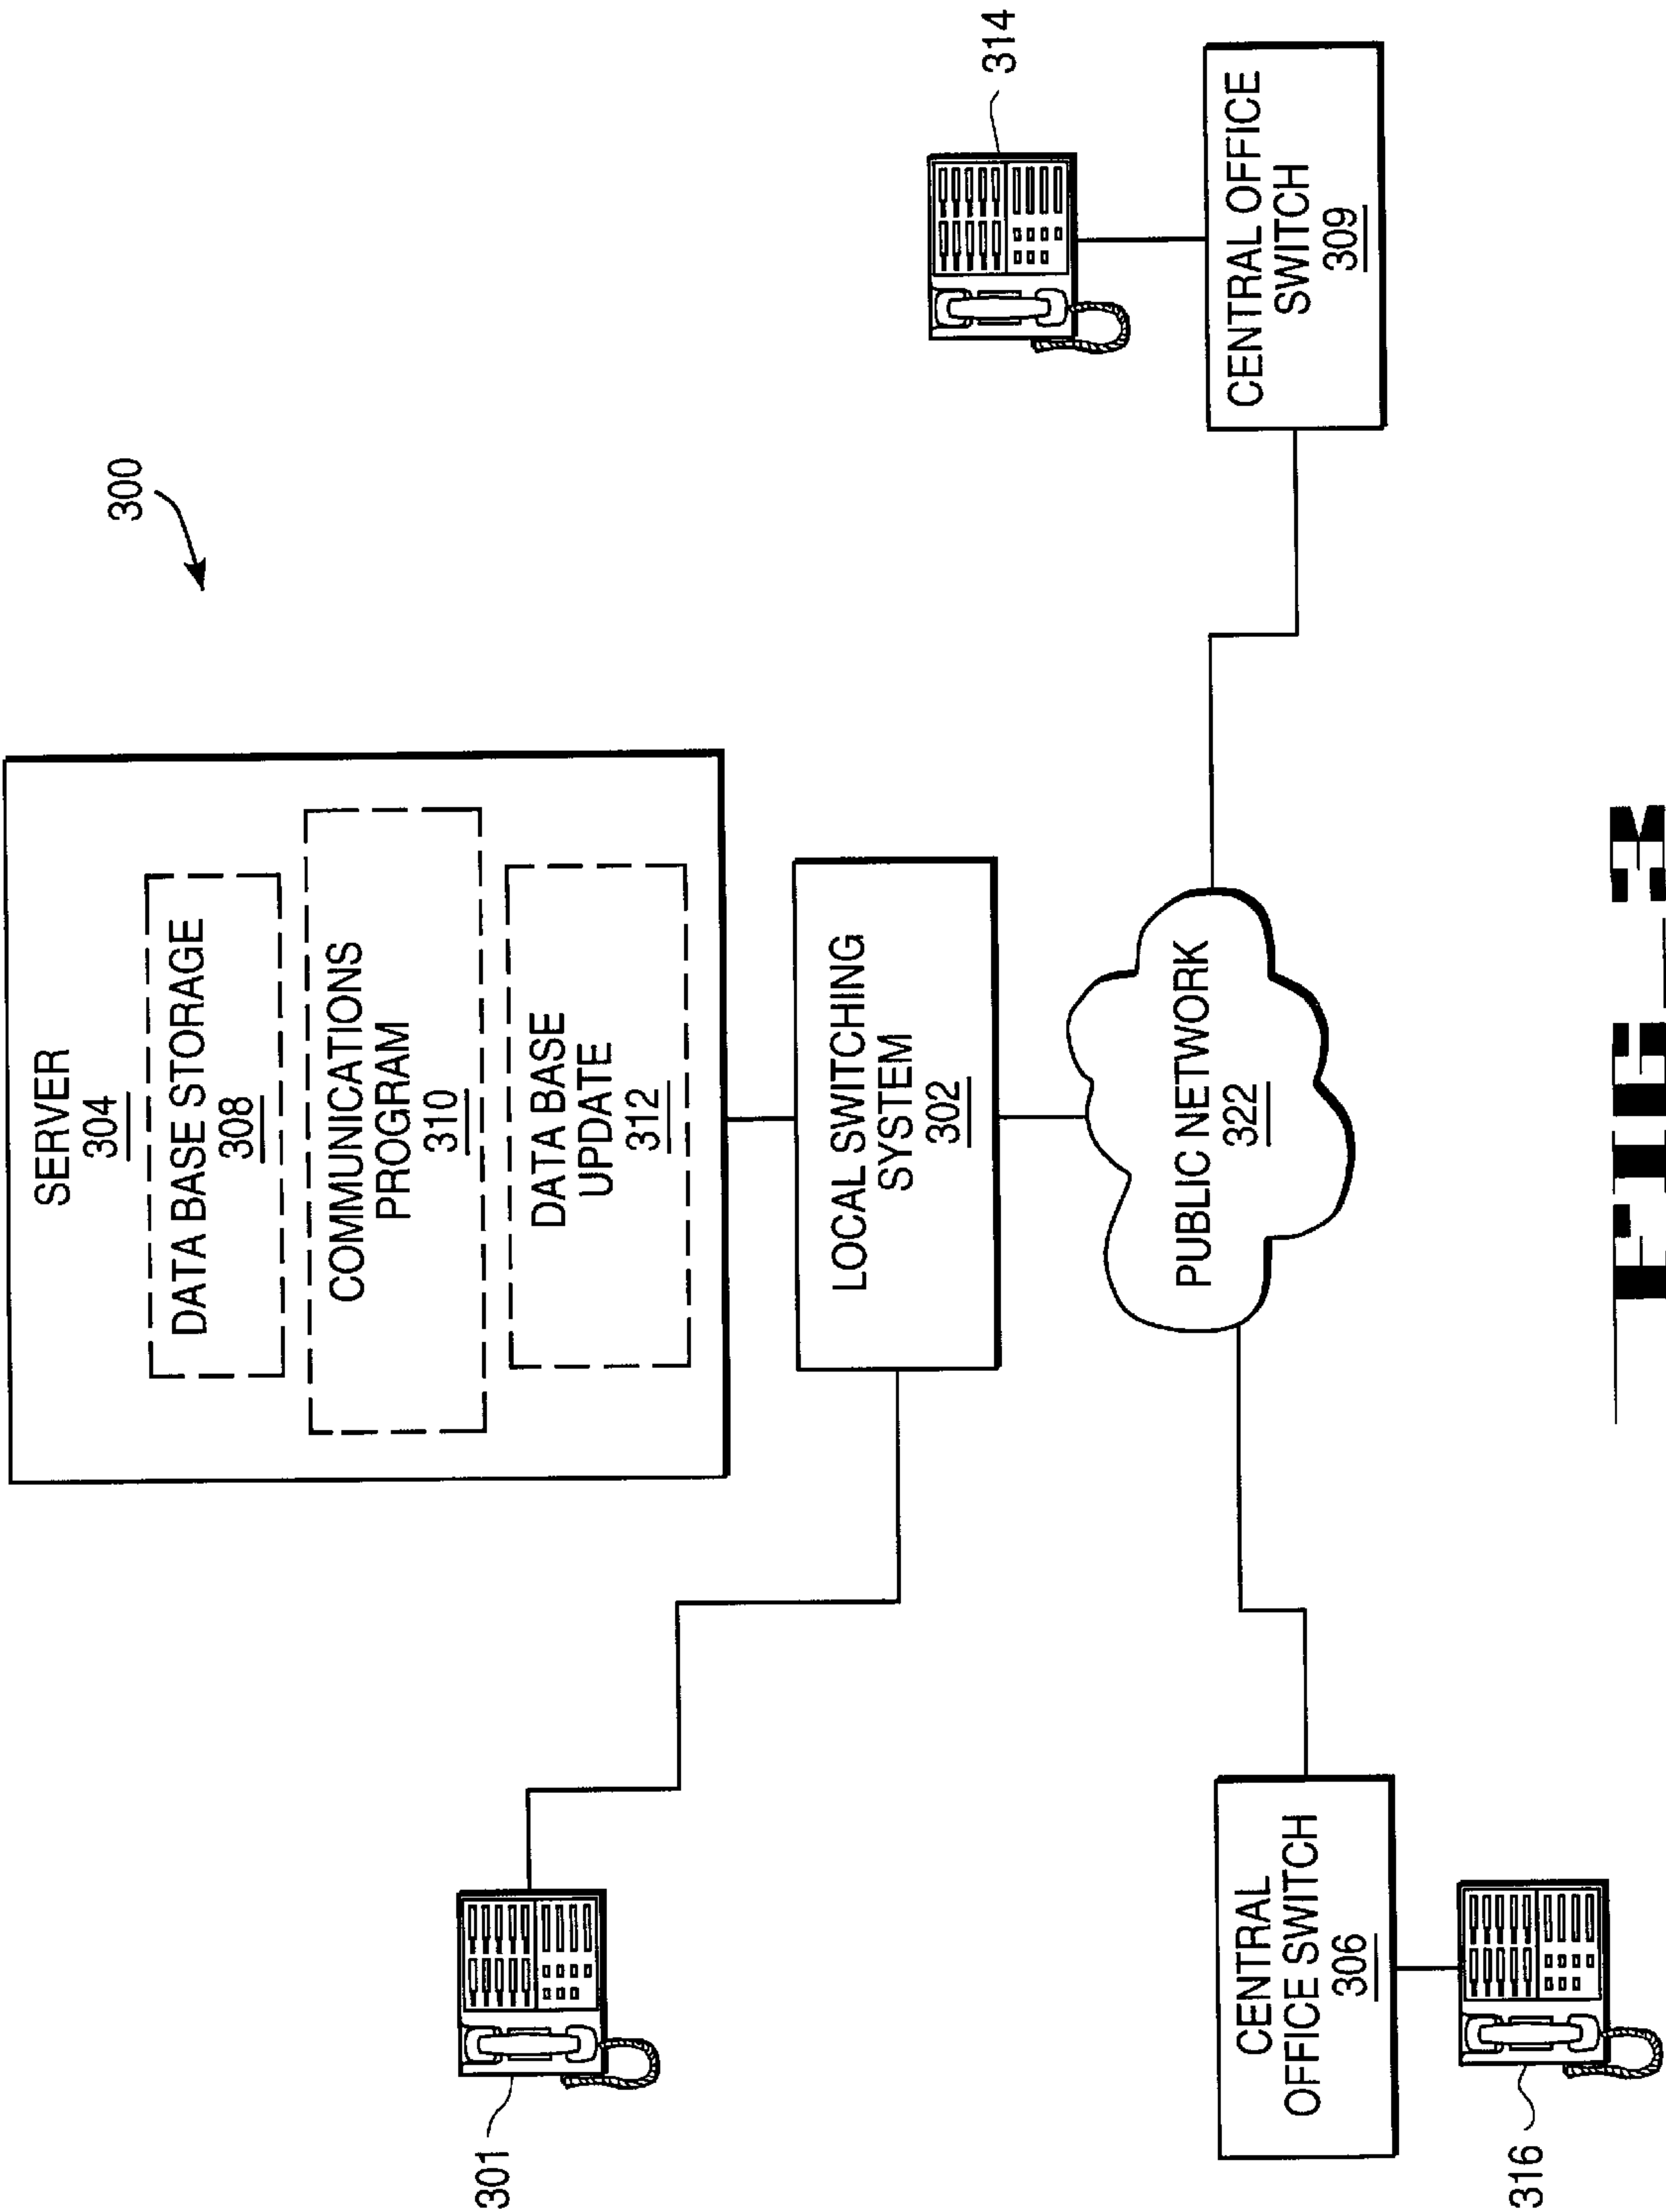 300
SERVER
304
DATA BASE STORAGE
308
COMMUNICATIONS
PROGRAM
310
DATA BASE
UPDATE
312
301
LOCAL SWITCHING
SYSTEM
302
314
PUBLIC NETWORK
322
CENTRAL
OFFICE SWITCH
306
CENTRAL OFFICE
SWITCH
309
316